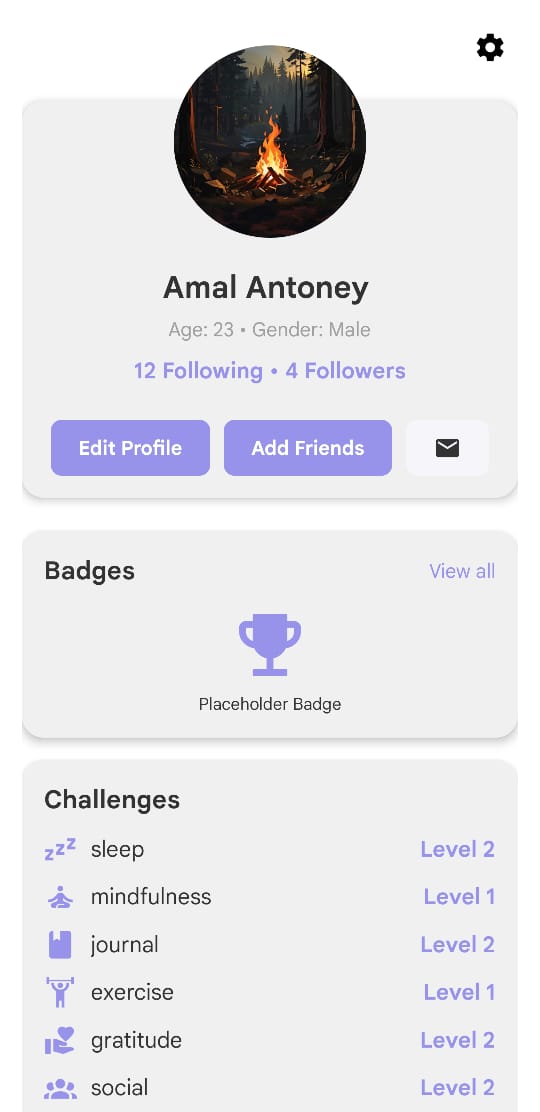 Amal Antoney
Age: 23 • Gender: Male
12 Following • 4 Followers
Edit Profile
Add Friends
Badges
View all
Placeholder Badge
Challenges
sleep Level 2
mindfulness Level 1
journal Level 2
exercise Level 1
gratitude Level 2
social Level 2